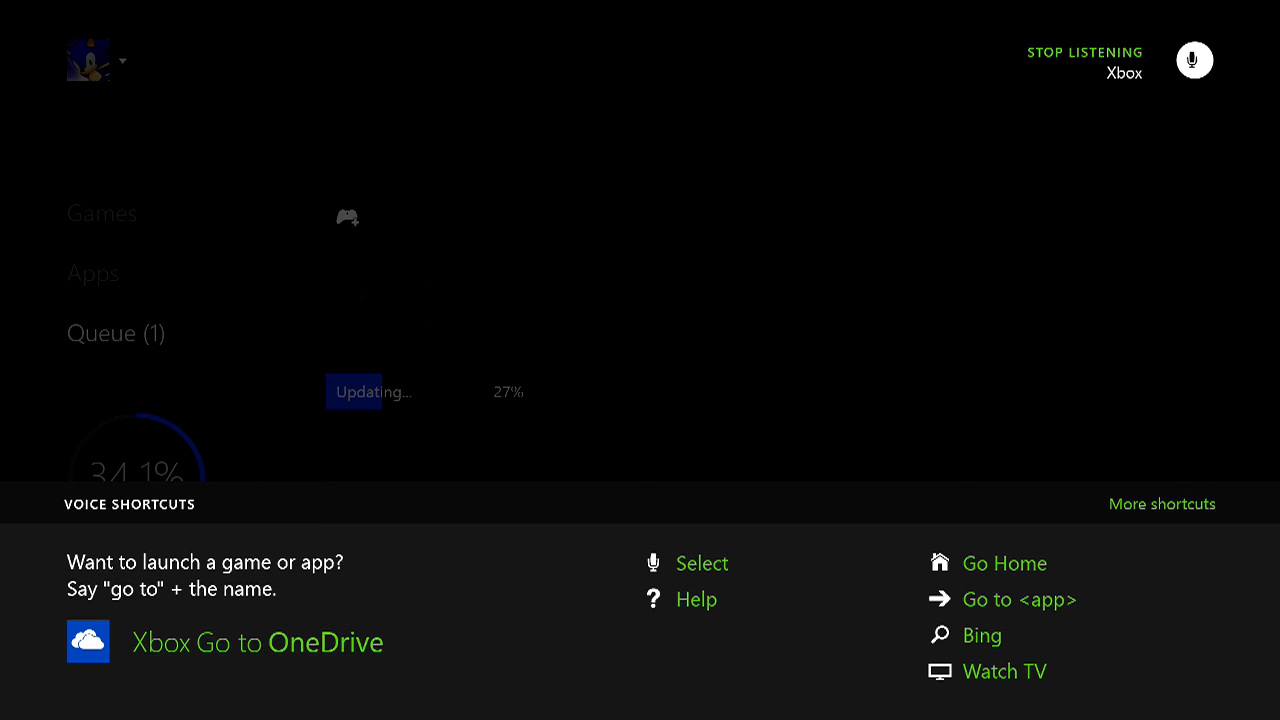 STOP LISTENING
Xbox
Games
Apps
Queue (1)
Updating... 27%
34.1%
VOICE SHORTCUTS
More shortcuts
Want to launch a game or app?
Say "go to" + the name.
Xbox Go to OneDrive
Select
Help
Go Home
Go to <app>
Bing
Watch TV